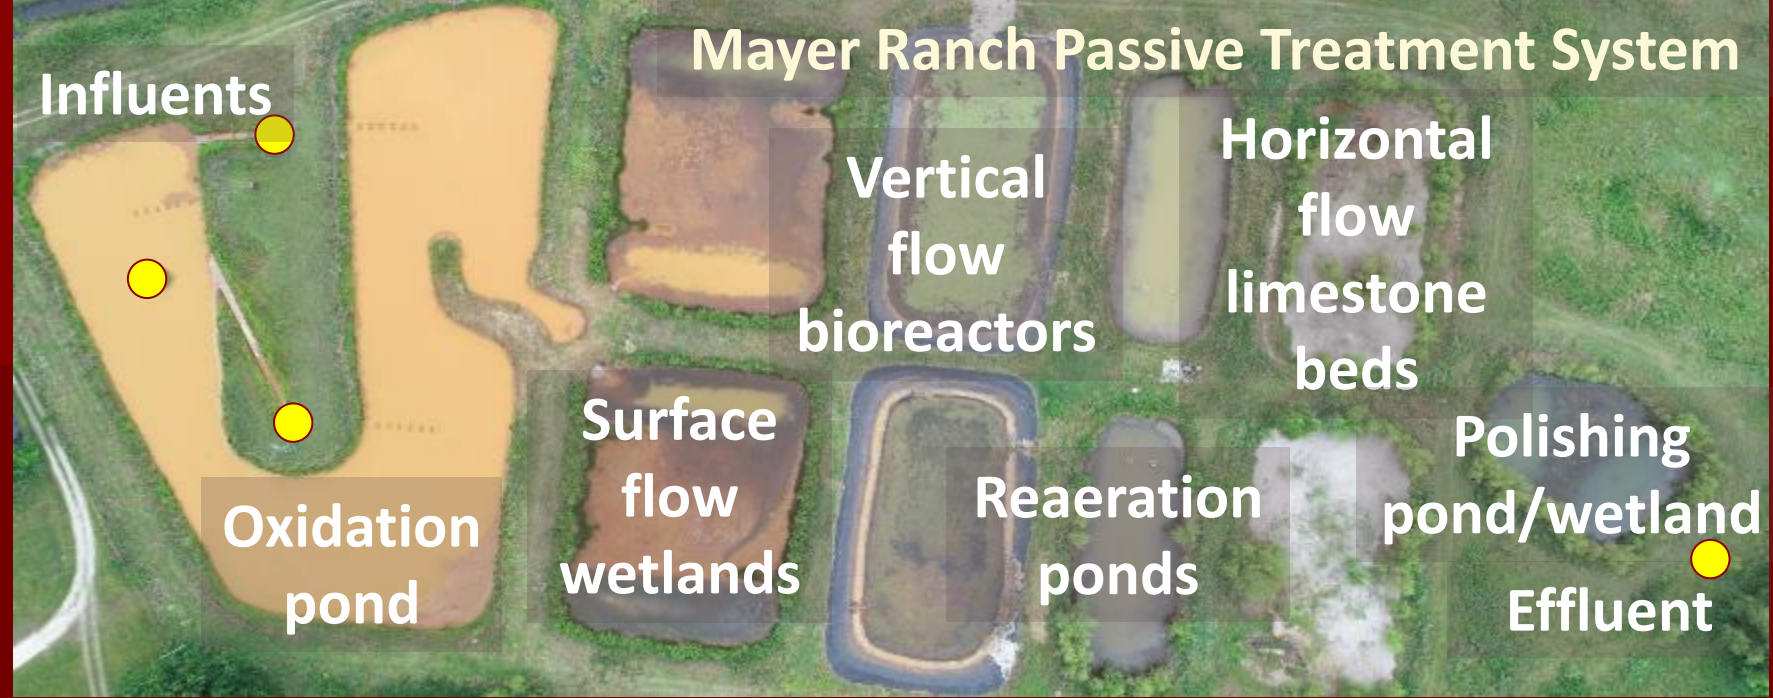 Mayer Ranch Passive Treatment System
Influents
Oxidation
pond
Surface
flow
wetlands
Vertical
flow
bioreactors
Reaeration
ponds
Horizontal
flow
limestone
beds
Polishing
pond/wetland
Effluent